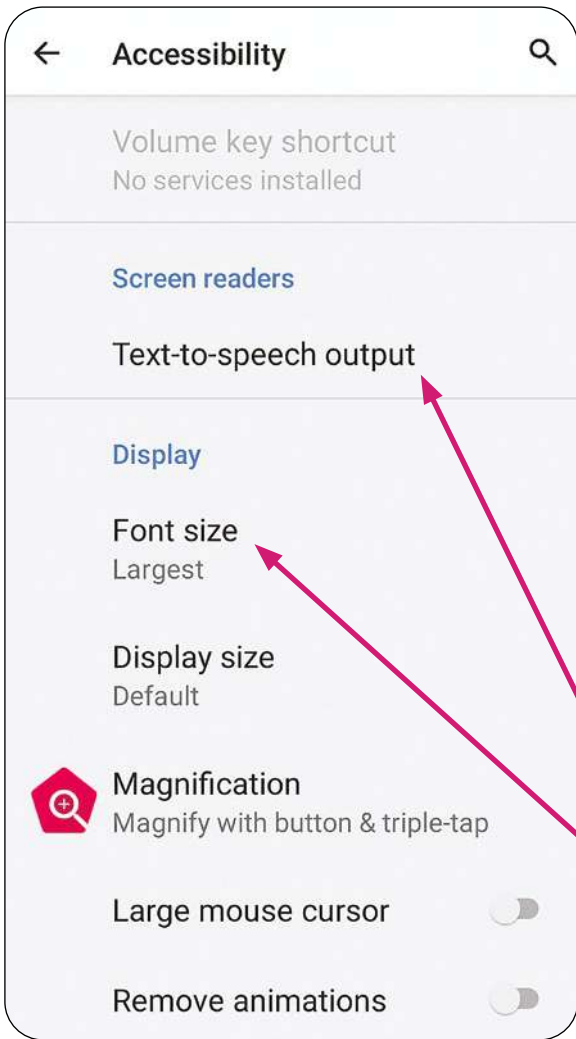 Accessibility
Volume key shortcut
No services installed
Screen readers
Text-to-speech output
Display
Font size
Largest
Display size
Default
Magnification
Magnify with button & triple-tap
Large mouse cursor
Remove animations